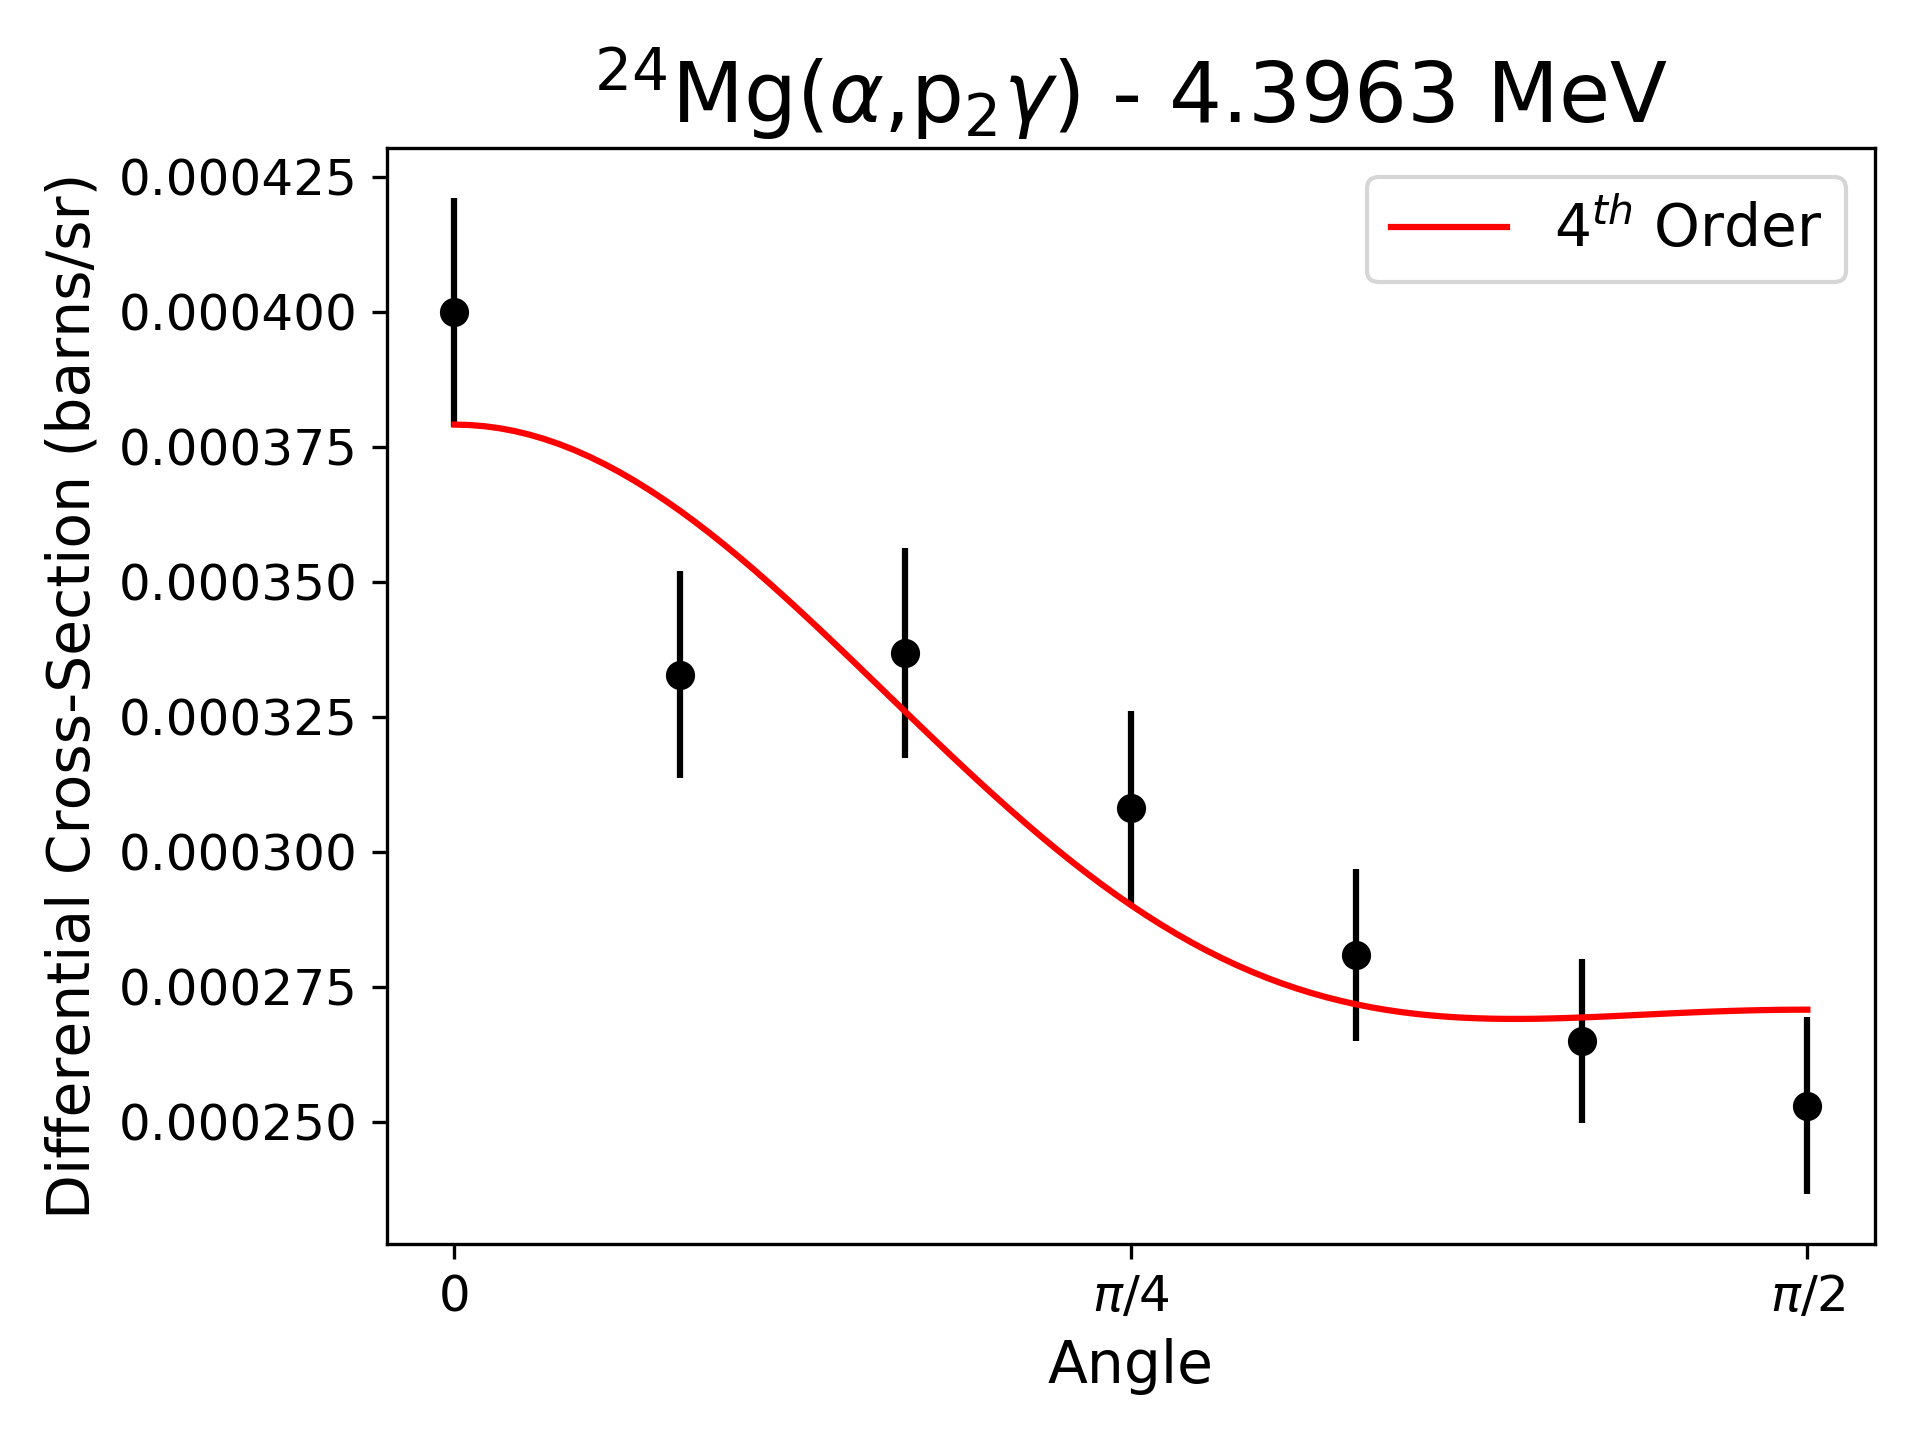 ²⁴Mg(α,p₂γ) - 4.3963 MeV
4ᵗʰ Order
Differential Cross-Section (barns/sr)
0.000425
0.000400
0.000375
0.000350
0.000325
0.000300
0.000275
0.000250
0 π/4 π/2
Angle